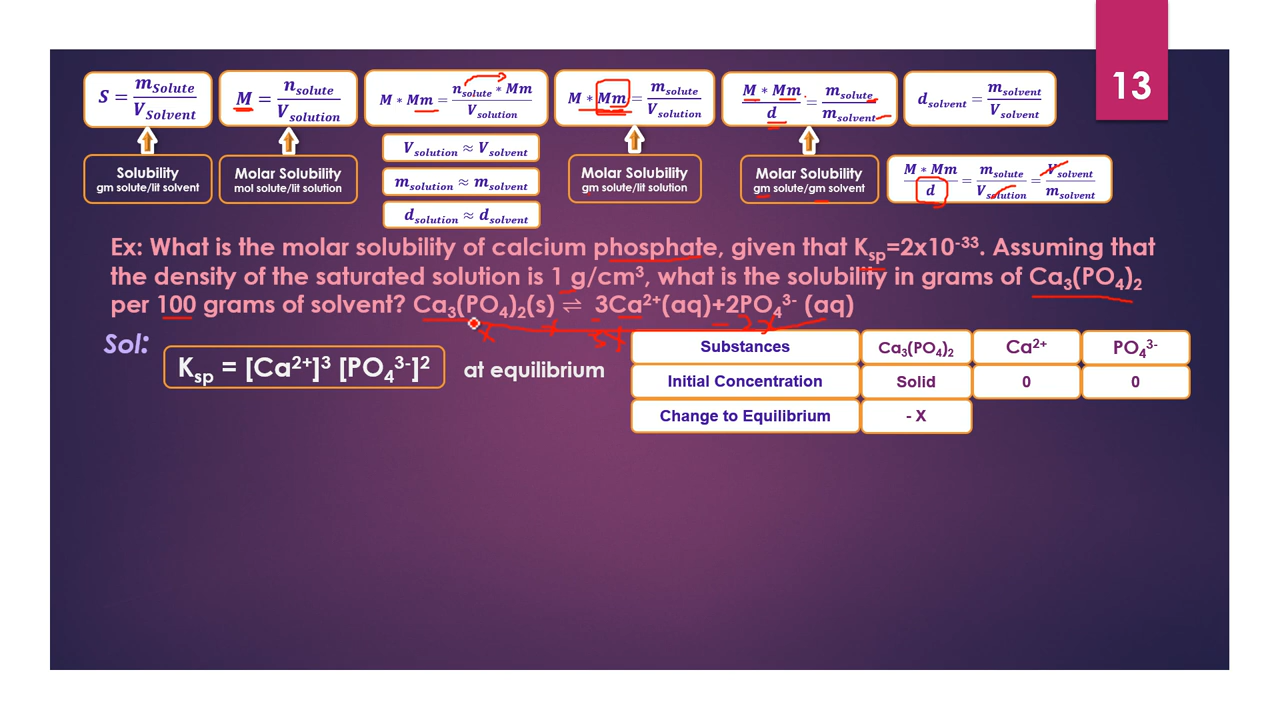 13
S = m_Solute / V_Solvent
M = n_solute / V_solution
M * Mm = n_solute * Mm / V_solution
M * Mm = m_solute / V_solution
M * Mm / d = m_solute / m_solvent
d_solvent = m_solvent / V_solvent
V_solution ≈ V_solvent
m_solution ≈ m_solvent
d_solution ≈ d_solvent
Solubility
gm solute/lit solvent
Molar Solubility
mol solute/lit solution
Molar Solubility
gm solute/lit solution
Molar Solubility
gm solute/gm solvent
M * Mm / d = m_solute / V_solution = V_solvent / m_solvent
Ex: What is the molar solubility of calcium phosphate, given that Ksp=2x10⁻³³. Assuming that
the density of the saturated solution is 1 g/cm³, what is the solubility in grams of Ca₃(PO₄)₂
per 100 grams of solvent? Ca₃(PO₄)₂(s) ⇌ 3Ca²⁺(aq)+2PO₄³⁻ (aq)
x 2x
Sol:
Ksp = [Ca²⁺]³ [PO₄³⁻]²
at equilibrium
Substances Ca₃(PO₄)₂ Ca²⁺ PO₄³⁻
Initial Concentration Solid 0 0
Change to Equilibrium - X